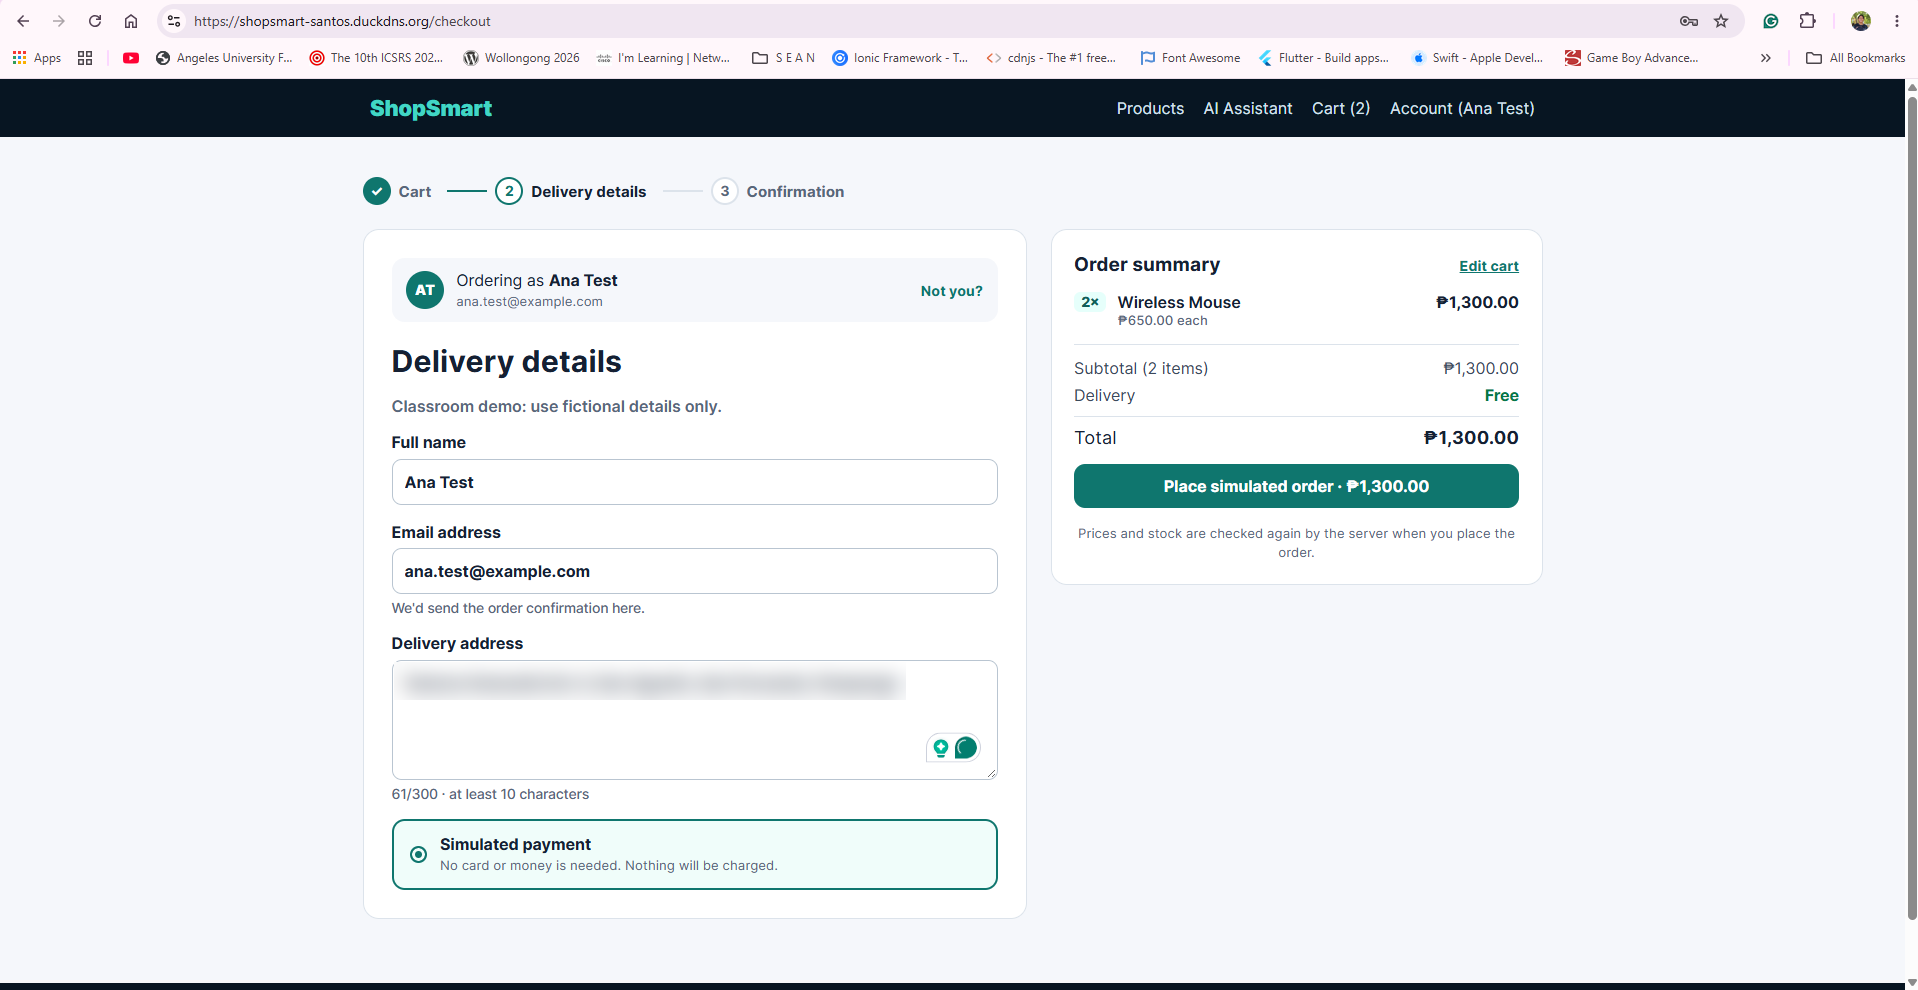 https://shopsmart-santos.duckdns.org/checkout
Apps
Angeles University F...
The 10th ICSRS 202...
Wollongong 2026
I'm Learning | Netw...
S E A N
Ionic Framework - T...
cdnjs - The #1 free...
Font Awesome
Flutter - Build apps...
Swift - Apple Devel...
Game Boy Advance...
All Bookmarks
ShopSmart
Products
AI Assistant
Cart (2)
Account (Ana Test)
Cart
2
Delivery details
3
Confirmation
AT
Ordering as Ana Test
ana.test@example.com
Not you?
Delivery details
Classroom demo: use fictional details only.
Full name
Ana Test
Email address
ana.test@example.com
We'd send the order confirmation here.
Delivery address
61/300 · at least 10 characters
Simulated payment
No card or money is needed. Nothing will be charged.
Order summary
Edit cart
2×
Wireless Mouse
₱1,300.00
₱650.00 each
Subtotal (2 items)
₱1,300.00
Delivery
Free
Total
₱1,300.00
Place simulated order · ₱1,300.00
Prices and stock are checked again by the server when you place the
order.